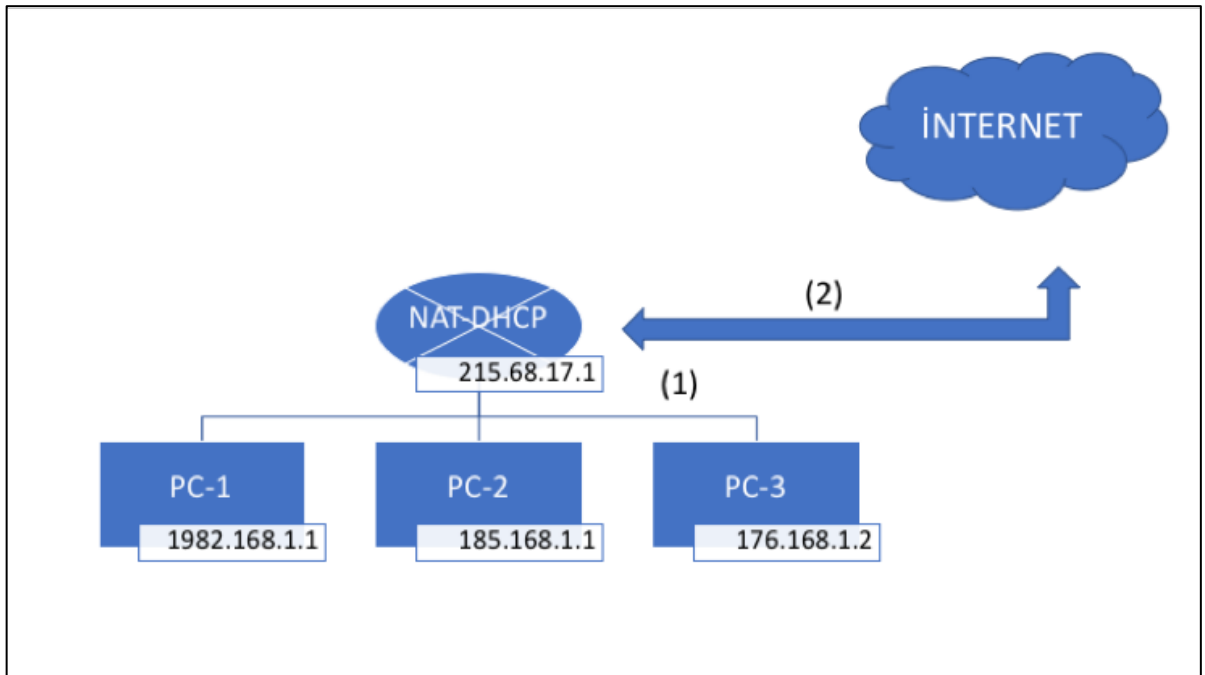 İNTERNET
(2)
NAT-DHCP
215.68.17.1
(1)
PC-1
PC-2
PC-3
1982.168.1.1
185.168.1.1
176.168.1.2